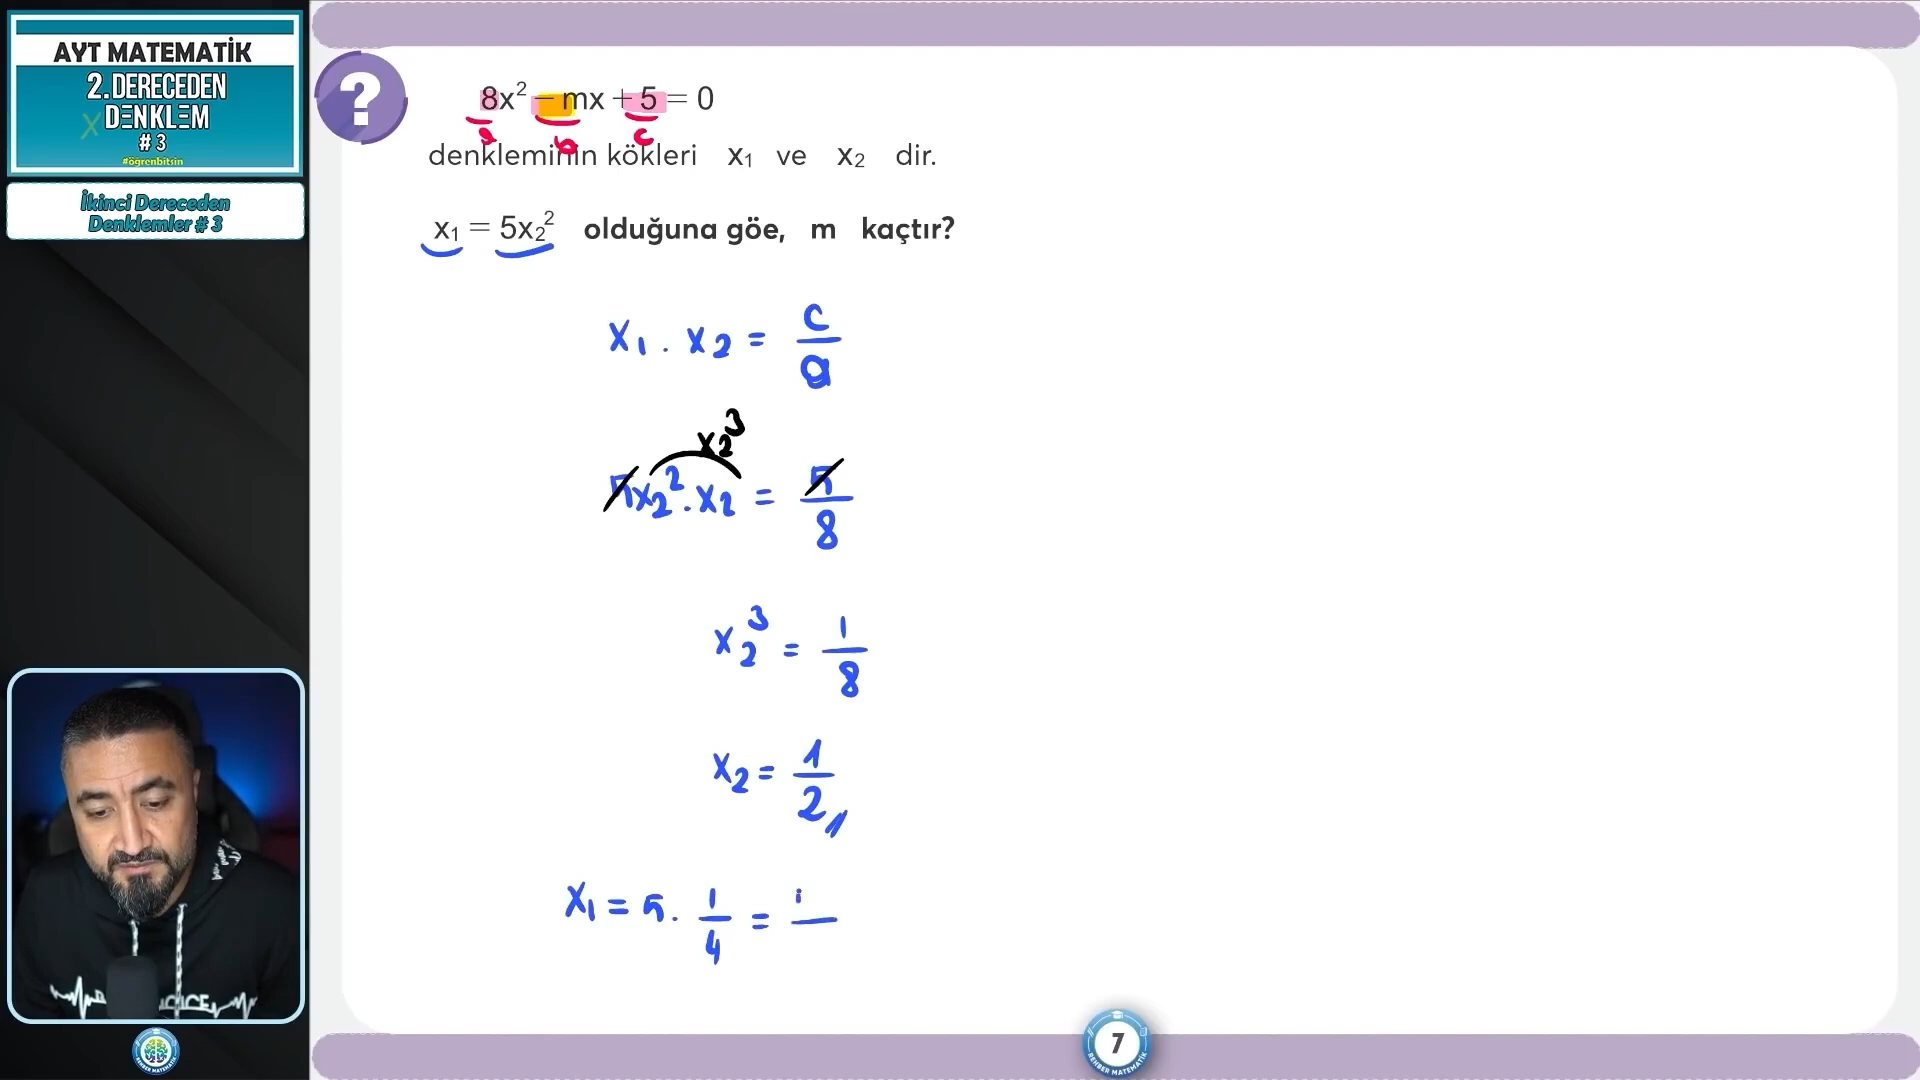 AYT MATEMATİK
2. DERECEDEN
DENKLEM
# 3
#öğrenbitsin
İkinci Dereceden
Denklemler # 3
?
8x² − mx + 5 = 0
a b c
denkleminin kökleri x₁ ve x₂ dir.
x₁ = 5x₂² olduğuna göe, m kaçtır?
x₁ . x₂ = c/a
x₂³
5x₂² . x₂ = 5/8
x₂³ = 1/8
x₂ = 1/2
x₁ = 5 . 1/4 =
7
REHBER MATEMATİK